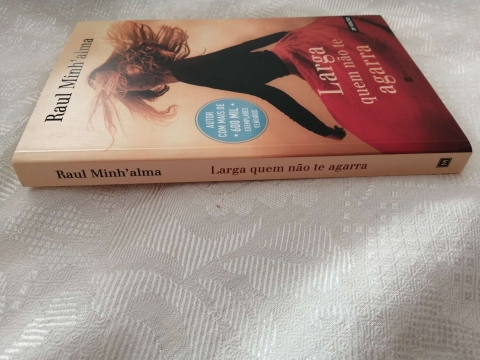 Raul Minh'alma
Larga
quem não te
agarra
AUTOR
COM MAIS DE
600 MIL
EXEMPLARES
VENDIDOS
Raul Minh'alma
Larga quem não te agarra